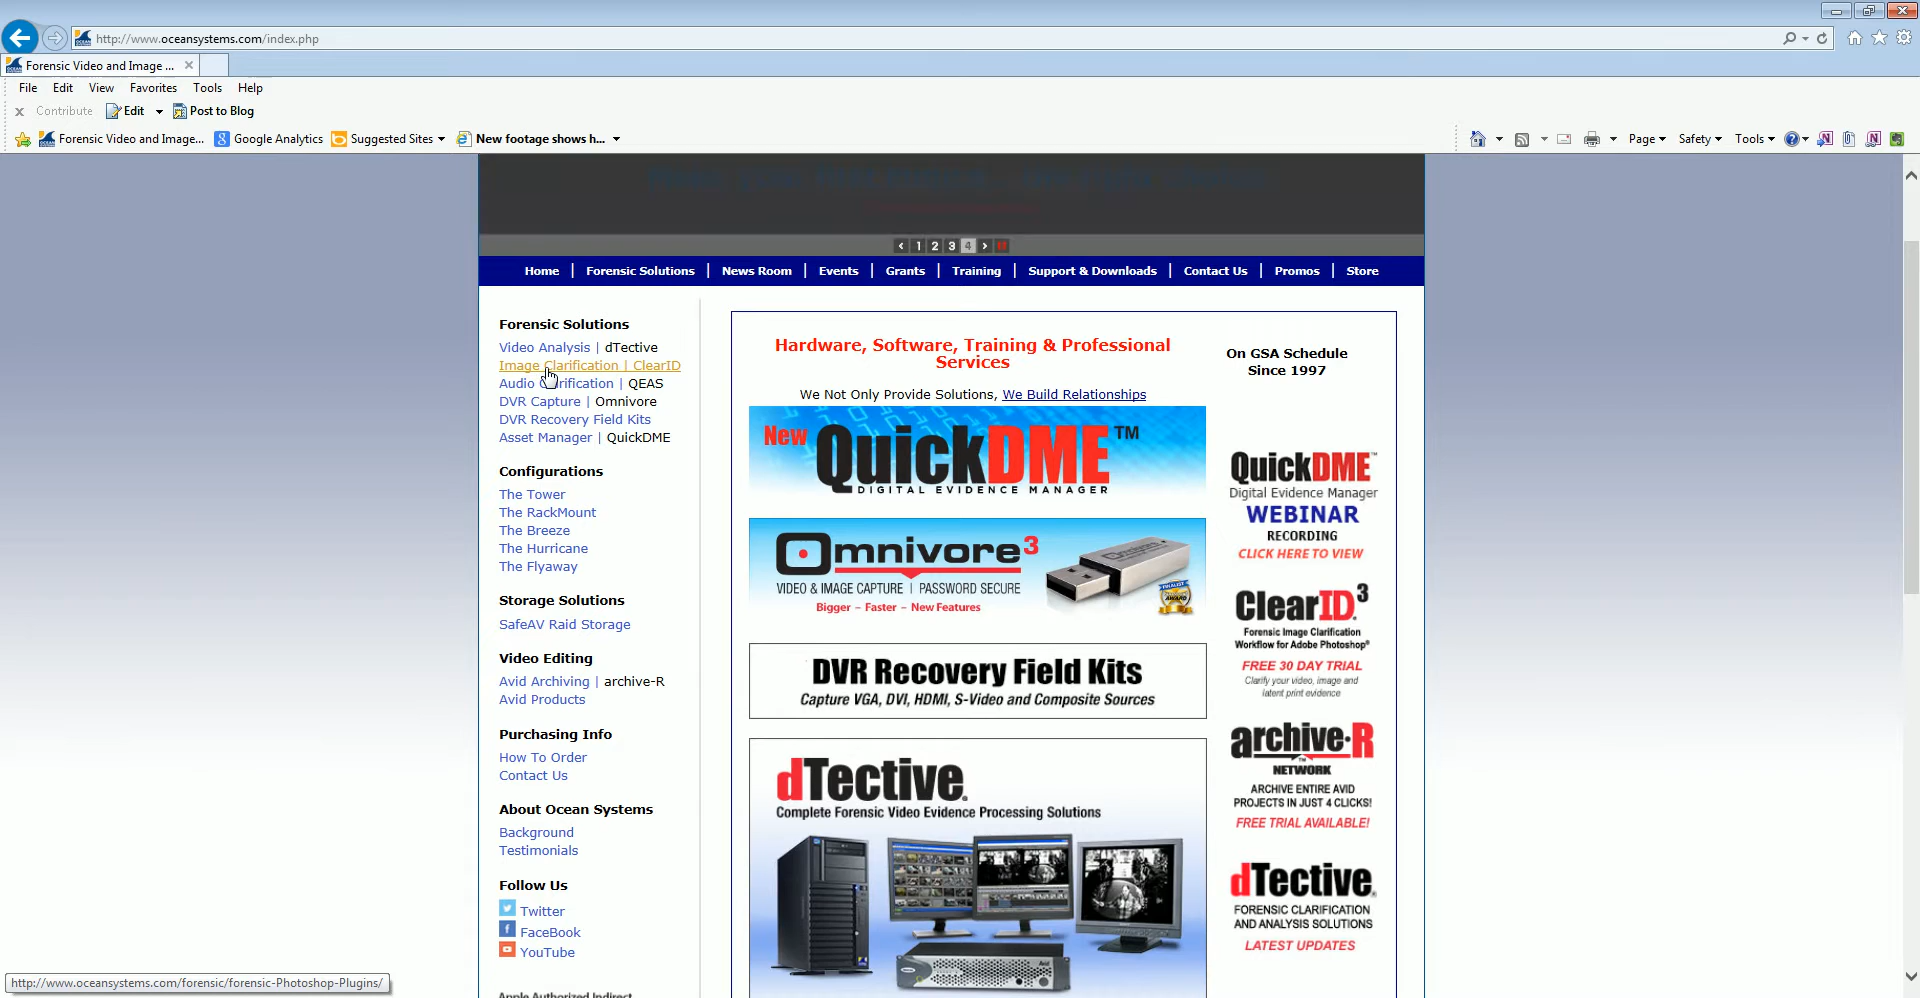 http://www.oceansystems.com/index.php
Forensic Video and Image ...
File Edit View Favorites Tools Help
x Contribute Edit Post to Blog
Forensic Video and Image... Google Analytics Suggested Sites New footage shows h...
Page Safety Tools
1 2 3 4
Home | Forensic Solutions | News Room | Events | Grants | Training | Support & Downloads | Contact Us | Promos | Store
Forensic Solutions
Video Analysis | dTective
Image Clarification | ClearID
Audio Clarification | QEAS
DVR Capture | Omnivore
DVR Recovery Field Kits
Asset Manager | QuickDME
Configurations
The Tower
The RackMount
The Breeze
The Hurricane
The Flyaway
Storage Solutions
SafeAV Raid Storage
Video Editing
Avid Archiving | archive-R
Avid Products
Purchasing Info
How To Order
Contact Us
About Ocean Systems
Background
Testimonials
Follow Us
Twitter
FaceBook
YouTube
Apple Authorized Indirect
Hardware, Software, Training & Professional
Services
We Not Only Provide Solutions, We Build Relationships
New QuickDME™
DIGITAL EVIDENCE MANAGER
Omnivore3
VIDEO & IMAGE CAPTURE | PASSWORD SECURE
Bigger – Faster – New Features
DVR Recovery Field Kits
Capture VGA, DVI, HDMI, S-Video and Composite Sources
dTective®
Complete Forensic Video Evidence Processing Solutions
On GSA Schedule
Since 1997
QuickDME™
Digital Evidence Manager
WEBINAR
RECORDING
CLICK HERE TO VIEW
ClearID.3
Forensic Image Clarification
Workflow for Adobe Photoshop®
FREE 30 DAY TRIAL
Clarify your video, image and
latent print evidence
archive·R™
NETWORK
ARCHIVE ENTIRE AVID
PROJECTS IN JUST 4 CLICKS!
FREE TRIAL AVAILABLE!
dTective®
FORENSIC CLARIFICATION
AND ANALYSIS SOLUTIONS
LATEST UPDATES
http://www.oceansystems.com/forensic/forensic-Photoshop-Plugins/